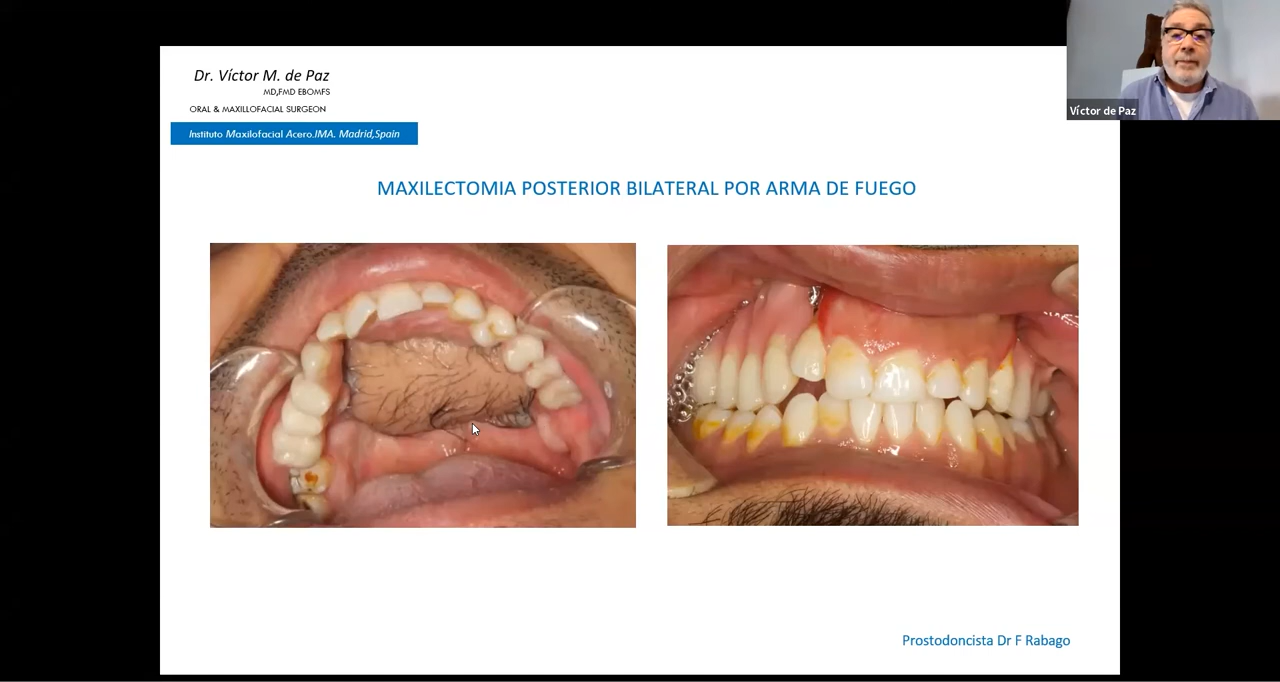 Dr. Víctor M. de Paz
MD,FMD EBOMFS
ORAL & MAXILLOFACIAL SURGEON
Instituto Maxilofacial Acero.IMA. Madrid,Spain
Víctor de Paz
MAXILECTOMIA POSTERIOR BILATERAL POR ARMA DE FUEGO
Prostodoncista Dr F Rabago